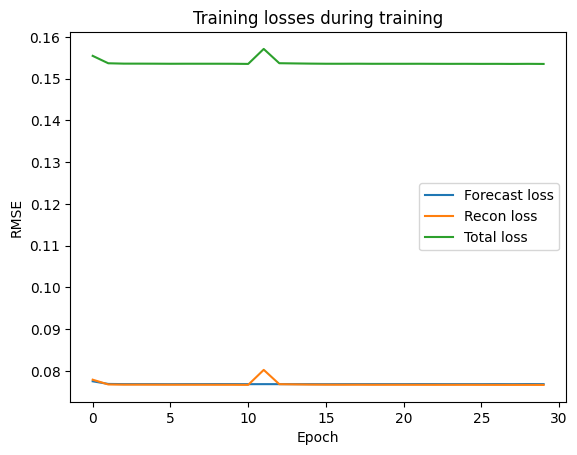 Training losses during training
0.16
0.15
0.14
0.13
0.12
0.11
0.10
0.09
0.08
RMSE
Forecast loss
Recon loss
Total loss
0 5 10 15 20 25 30
Epoch